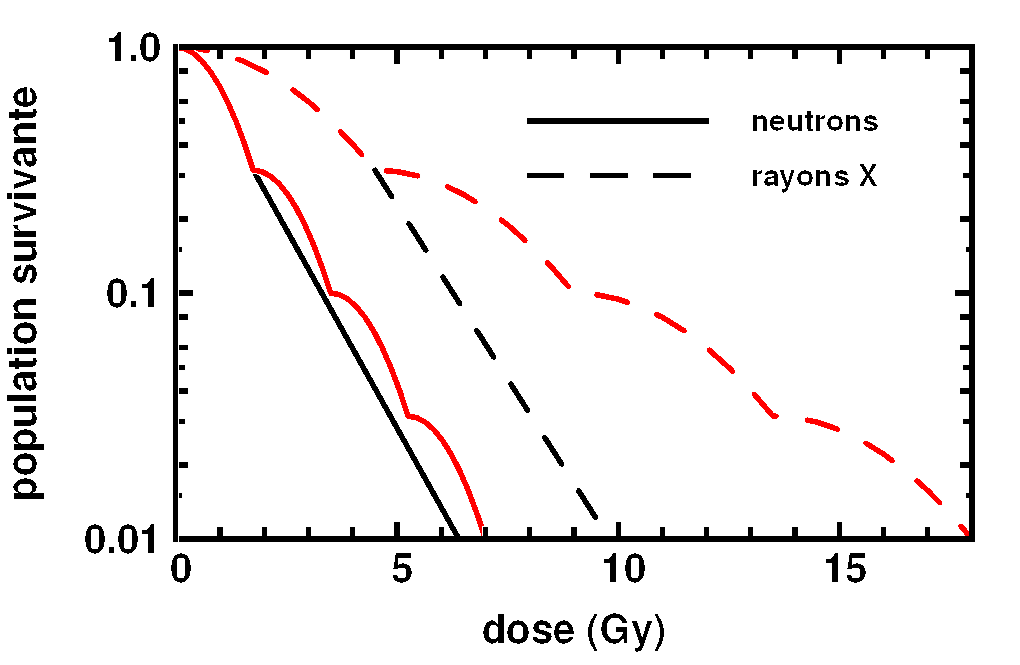 population survivante
1.0
0.1
0.01
neutrons
rayons X
0 5 10 15
dose (Gy)